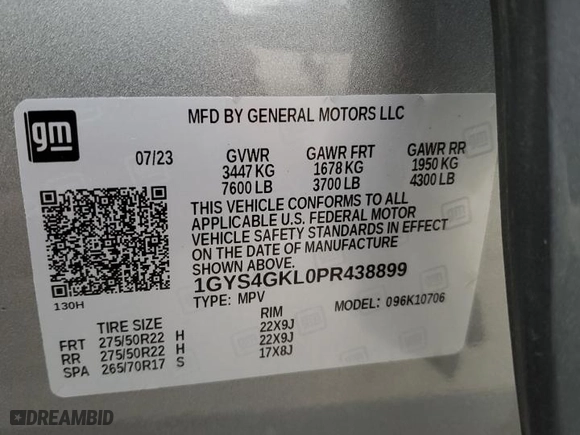 gm
MFD BY GENERAL MOTORS LLC
07/23 GVWR GAWR FRT GAWR RR
3447 KG 1678 KG 1950 KG
7600 LB 3700 LB 4300 LB
THIS VEHICLE CONFORMS TO ALL
APPLICABLE U.S. FEDERAL MOTOR
VEHICLE SAFETY STANDARDS IN EFFECT
ON THE DATE OF MANUFACTURE
SHOWN ABOVE.
1GYS4GKL0PR438899
TYPE: MPV MODEL: 096K10706
130H
TIRE SIZE RIM
FRT 275/50R22 H 22X9J
RR 275/50R22 H 22X9J
SPA 265/70R17 S 17X8J
DREAMBID